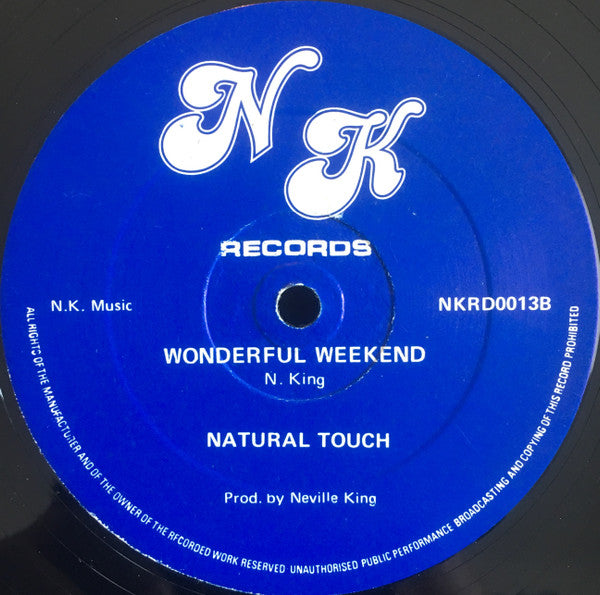 N K
RECORDS
N.K. Music
NKRD0013B
WONDERFUL WEEKEND
N. King
NATURAL TOUCH
Prod. by Neville King
ALL RIGHTS OF THE MANUFACTURER AND OF THE OWNER OF THE RECORDED WORK RESERVED UNAUTHORISED PUBLIC PERFORMANCE BROADCASTING AND COPYING OF THIS RECORD PROHIBITED